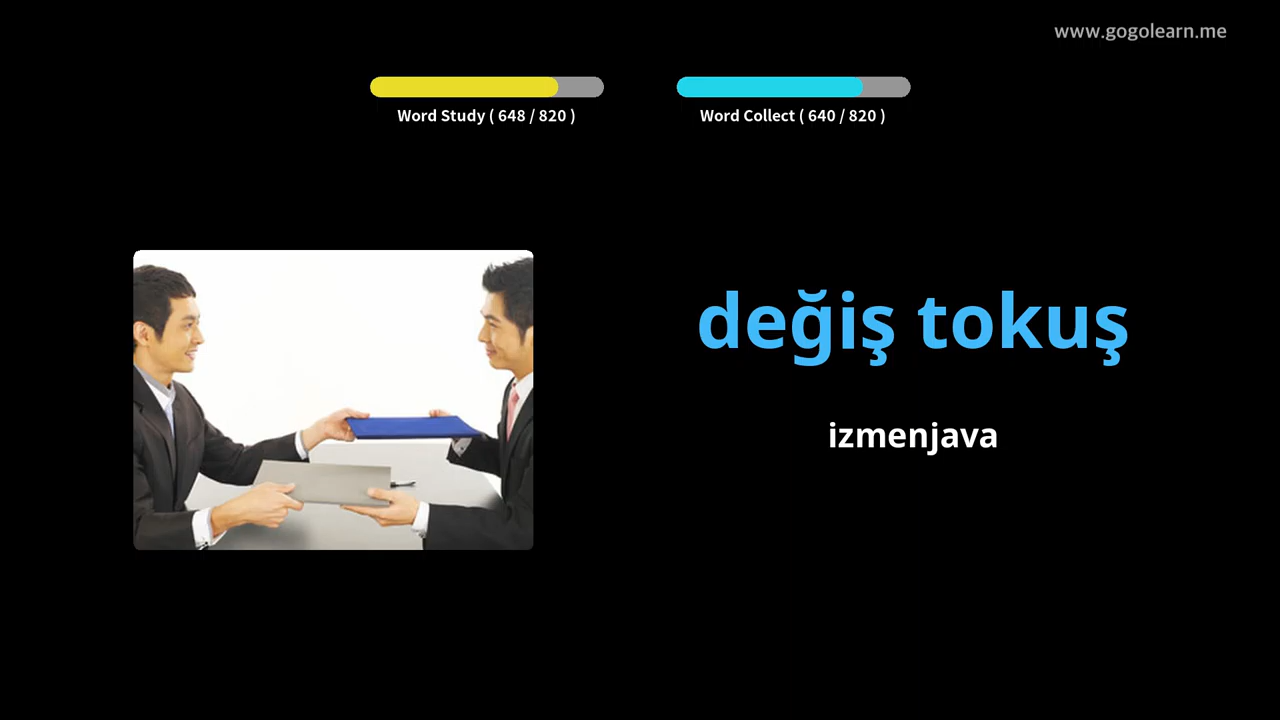 www.gogolearn.me
Word Study ( 648 / 820 )
Word Collect ( 640 / 820 )
değiş tokuş
izmenjava